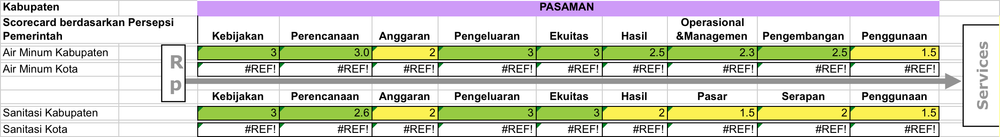 Kabupaten PASAMAN
Scorecard berdasarkan Persepsi Operasional
Pemerintah Kebijakan Perencanaan Anggaran Pengeluaran Ekuitas Hasil &Managemen Pengembangan Penggunaan
Air Minum Kabupaten 3 3.0 2 3 3 2.5 2.3 2.5 1.5
Air Minum Kota #REF! #REF! #REF! #REF! #REF! #REF! #REF! #REF! #REF!
Rp
Services
Kebijakan Perencanaan Anggaran Pengeluaran Ekuitas Hasil Pasar Serapan Penggunaan
Sanitasi Kabupaten 3 2.6 2 3 3 2 1.5 2 1.5
Sanitasi Kota #REF! #REF! #REF! #REF! #REF! #REF! #REF! #REF! #REF!